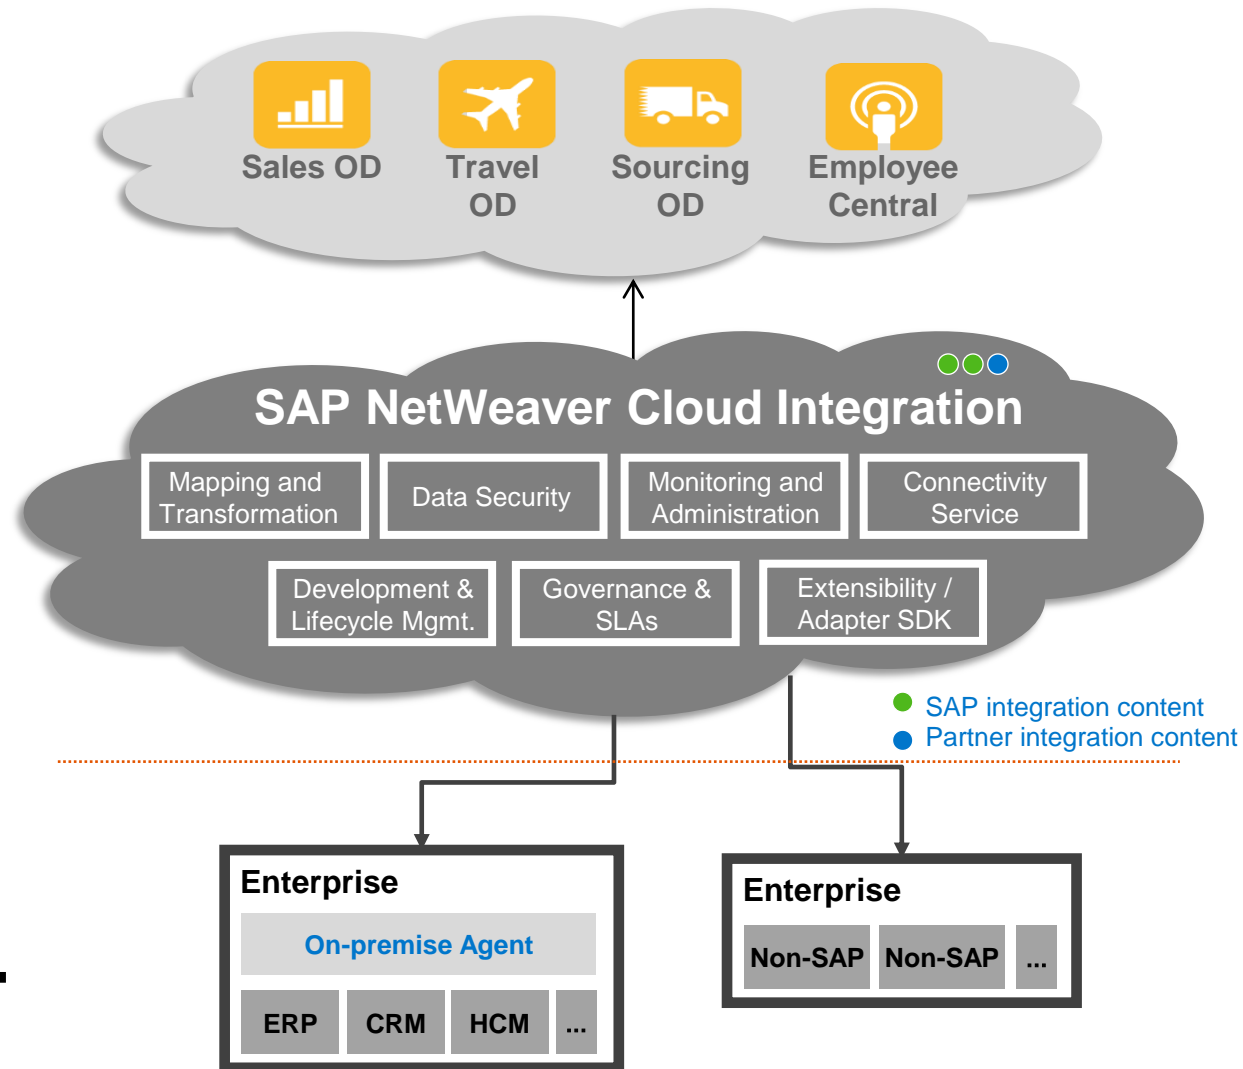 Sales OD
Travel
OD
Sourcing
OD
Employee
Central
SAP NetWeaver Cloud Integration
Mapping and
Transformation
Data Security
Monitoring and
Administration
Connectivity
Service
Development &
Lifecycle Mgmt.
Governance &
SLAs
Extensibility /
Adapter SDK
SAP integration content
Partner integration content
Enterprise
On-premise Agent
ERP
CRM
HCM
...
Enterprise
Non-SAP
Non-SAP
...